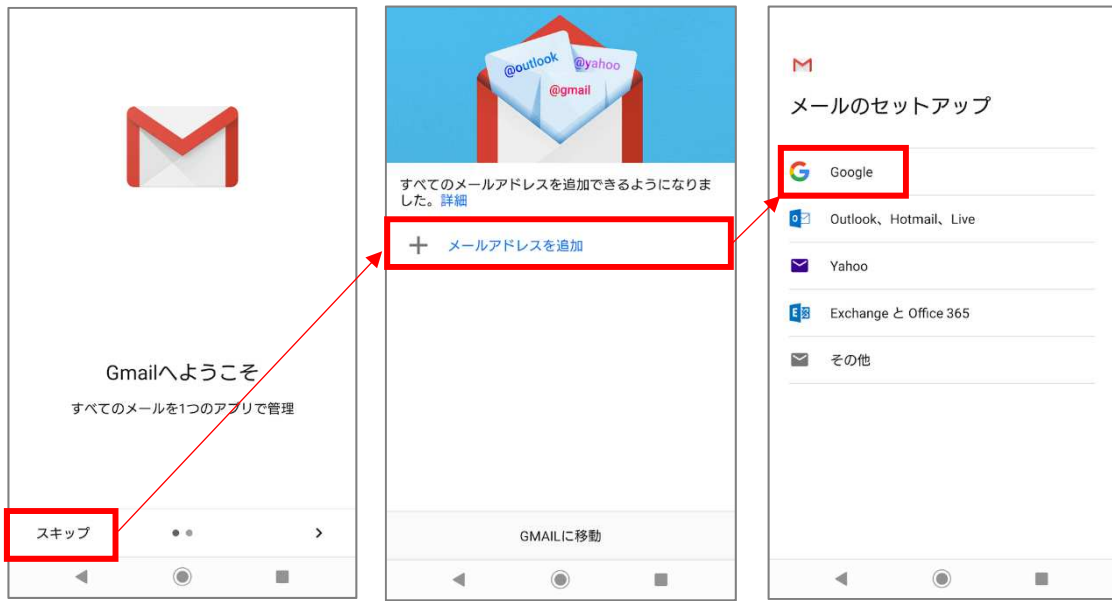 Gmailへようこそ
すべてのメールを1つのアプリで管理
スキップ
@outlook
@yahoo
@gmail
すべてのメールアドレスを追加できるようになりま
した。詳細
メールアドレスを追加
GMAILに移動
メールのセットアップ
Google
Outlook、Hotmail、Live
Yahoo
Exchange と Office 365
その他